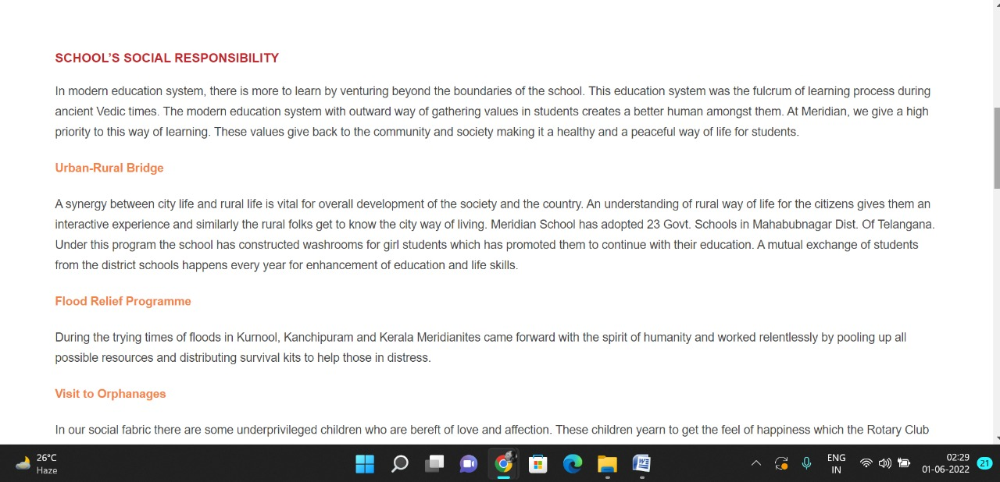 SCHOOL’S SOCIAL RESPONSIBILITY
In modern education system, there is more to learn by venturing beyond the boundaries of the school. This education system was the fulcrum of learning process during
ancient Vedic times. The modern education system with outward way of gathering values in students creates a better human amongst them. At Meridian, we give a high
priority to this way of learning. These values give back to the community and society making it a healthy and a peaceful way of life for students.
Urban-Rural Bridge
A synergy between city life and rural life is vital for overall development of the society and the country. An understanding of rural way of life for the citizens gives them an
interactive experience and similarly the rural folks get to know the city way of living. Meridian School has adopted 23 Govt. Schools in Mahabubnagar Dist. Of Telangana.
Under this program the school has constructed washrooms for girl students which has promoted them to continue with their education. A mutual exchange of students
from the district schools happens every year for enhancement of education and life skills.
Flood Relief Programme
During the trying times of floods in Kurnool, Kanchipuram and Kerala Meridianites came forward with the spirit of humanity and worked relentlessly by pooling up all
possible resources and distributing survival kits to help those in distress.
Visit to Orphanages
In our social fabric there are some underprivileged children who are bereft of love and affection. These children yearn to get the feel of happiness which the Rotary Club
26°C
Haze
ENG
IN
02:29
01-06-2022
21